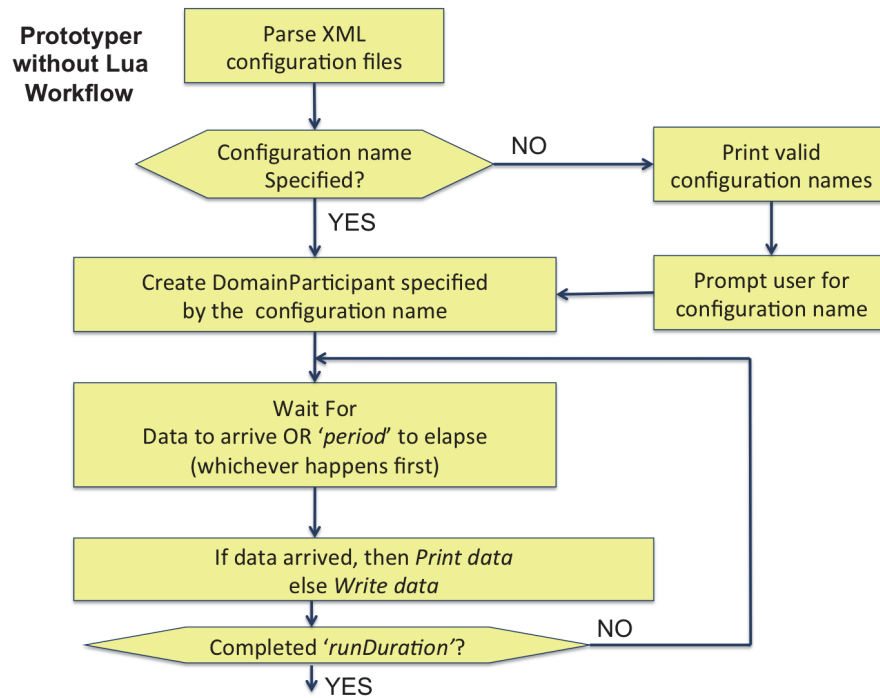 Prototyper
without Lua
Workflow
Parse XML
configuration files
Configuration name
Specified?
NO
Print valid
configuration names
YES
Create DomainParticipant specified
by the configuration name
Prompt user for
configuration name
Wait For
Data to arrive OR ‘period’ to elapse
(whichever happens first)
If data arrived, then Print data
else Write data
Completed ‘runDuration’?
NO
YES